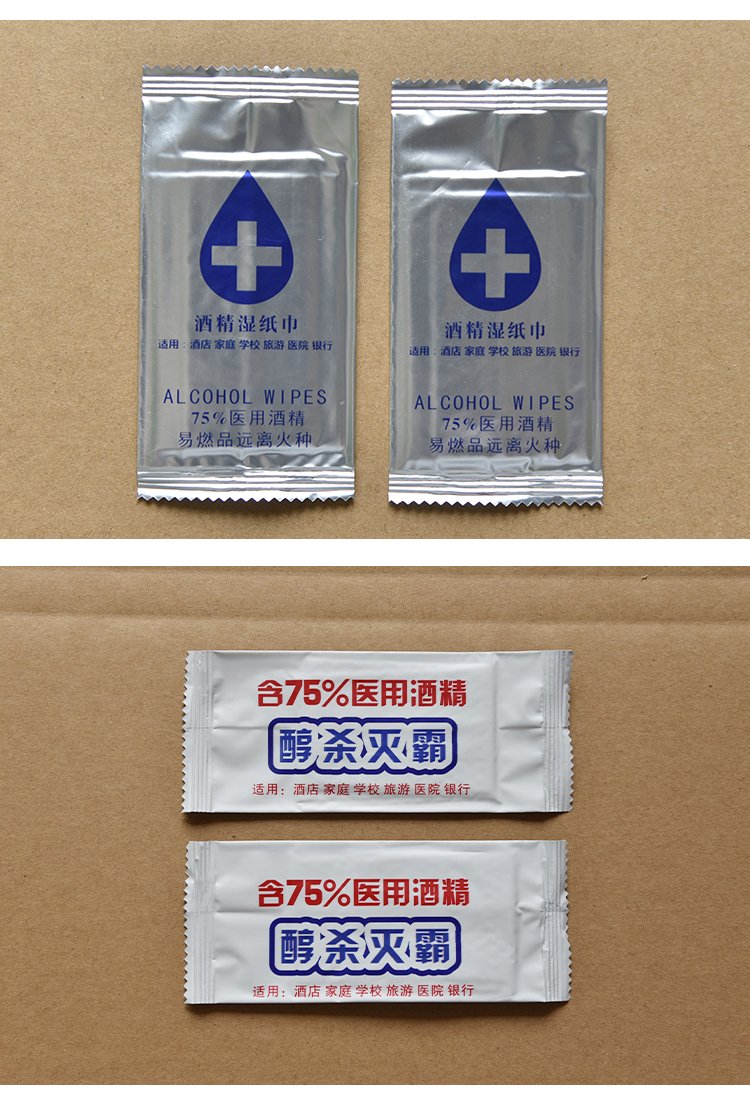 酒精湿纸巾
适用：酒店 家庭 学校 旅游 医院 银行
ALCOHOL WIPES
75%医用酒精
易燃品远离火种
酒精湿纸巾
适用：酒店 家庭 学校 旅游 医院 银行
ALCOHOL WIPES
75%医用酒精
易燃品远离火种
含75%医用酒精
醇杀灭霸
适用：酒店 家庭 学校 旅游 医院 银行
含75%医用酒精
醇杀灭霸
适用：酒店 家庭 学校 旅游 医院 银行